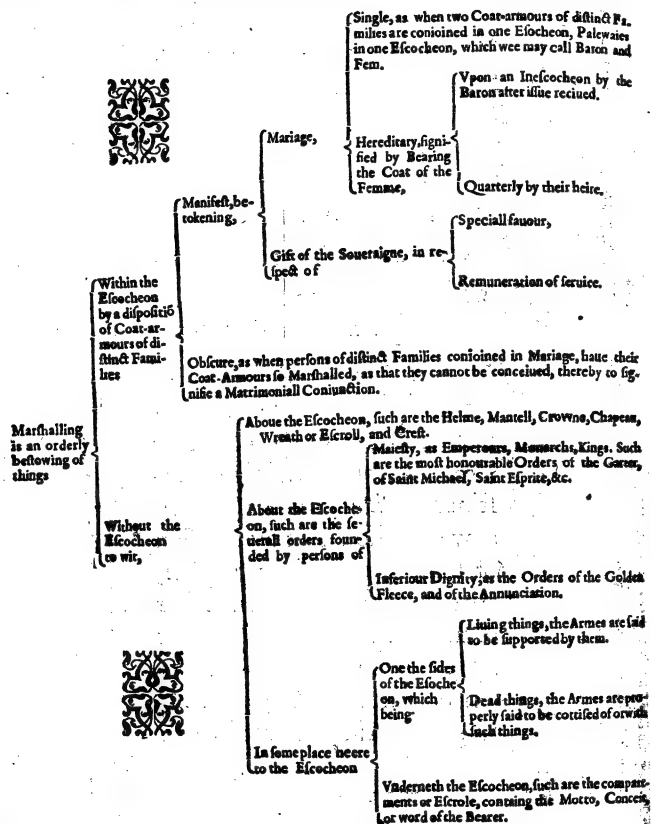 Single, as when two Coat-armours of distinct Fa-
milies are conioined in one Esocheon, Palewaies
in one Escocheon, which wee may call Baron and
Fem.
Vpon an Inescocheon by the
Baron after issue reciued.
Mariage,
Hereditary, signi-
fied by Bearing
the Coat of the
Femme,
Quarterly by their heire.
Manifest, be-
tokening,
Speciall fauour,
Gift of the Soueraigne, in re-
spect of
Remuneration of seruice.
Within the
Escocheon
by a dispositiō
of Coat-ar-
mours of di-
stinct Fami-
lies
Obscure, as when persons of distinct Families conioined in Mariage, haue their
Coat-Armours so Marshalled, as that they cannot be conceiued, thereby to sig-
nifie a Matrimoniall Coniunction.
Marshalling
is an orderly
bestowing of
things
Aboue the Escocheon, such are the Helme, Mantell, Crowne, Chapeau,
Wreath or Escroll, and Crest.
Maiesty, as Emperours, Monarchs, Kings. Such
are the most honourable Orders of the Garter,
of Saint Michael, Saint Esprite, &c.
About the Escoche-
on, such are the se-
uerall orders foun-
ded by persons of
Without the
Escocheon
to wit,
Inferiour Dignity; as the Orders of the Golden
Fleece, and of the Annunciation.
Liuing things, the Armes are said
to be supported by them.
One the sides
of the Escoche
on, which
being
Dead things, the Armes are pro-
perly said to be cottised of or with
such things.
In some place neere
to the Escocheon
Vnderneth the Escocheon, such are the compart-
ments or Escrole, containg the Motto, Conceit,
or word of the Bearer.